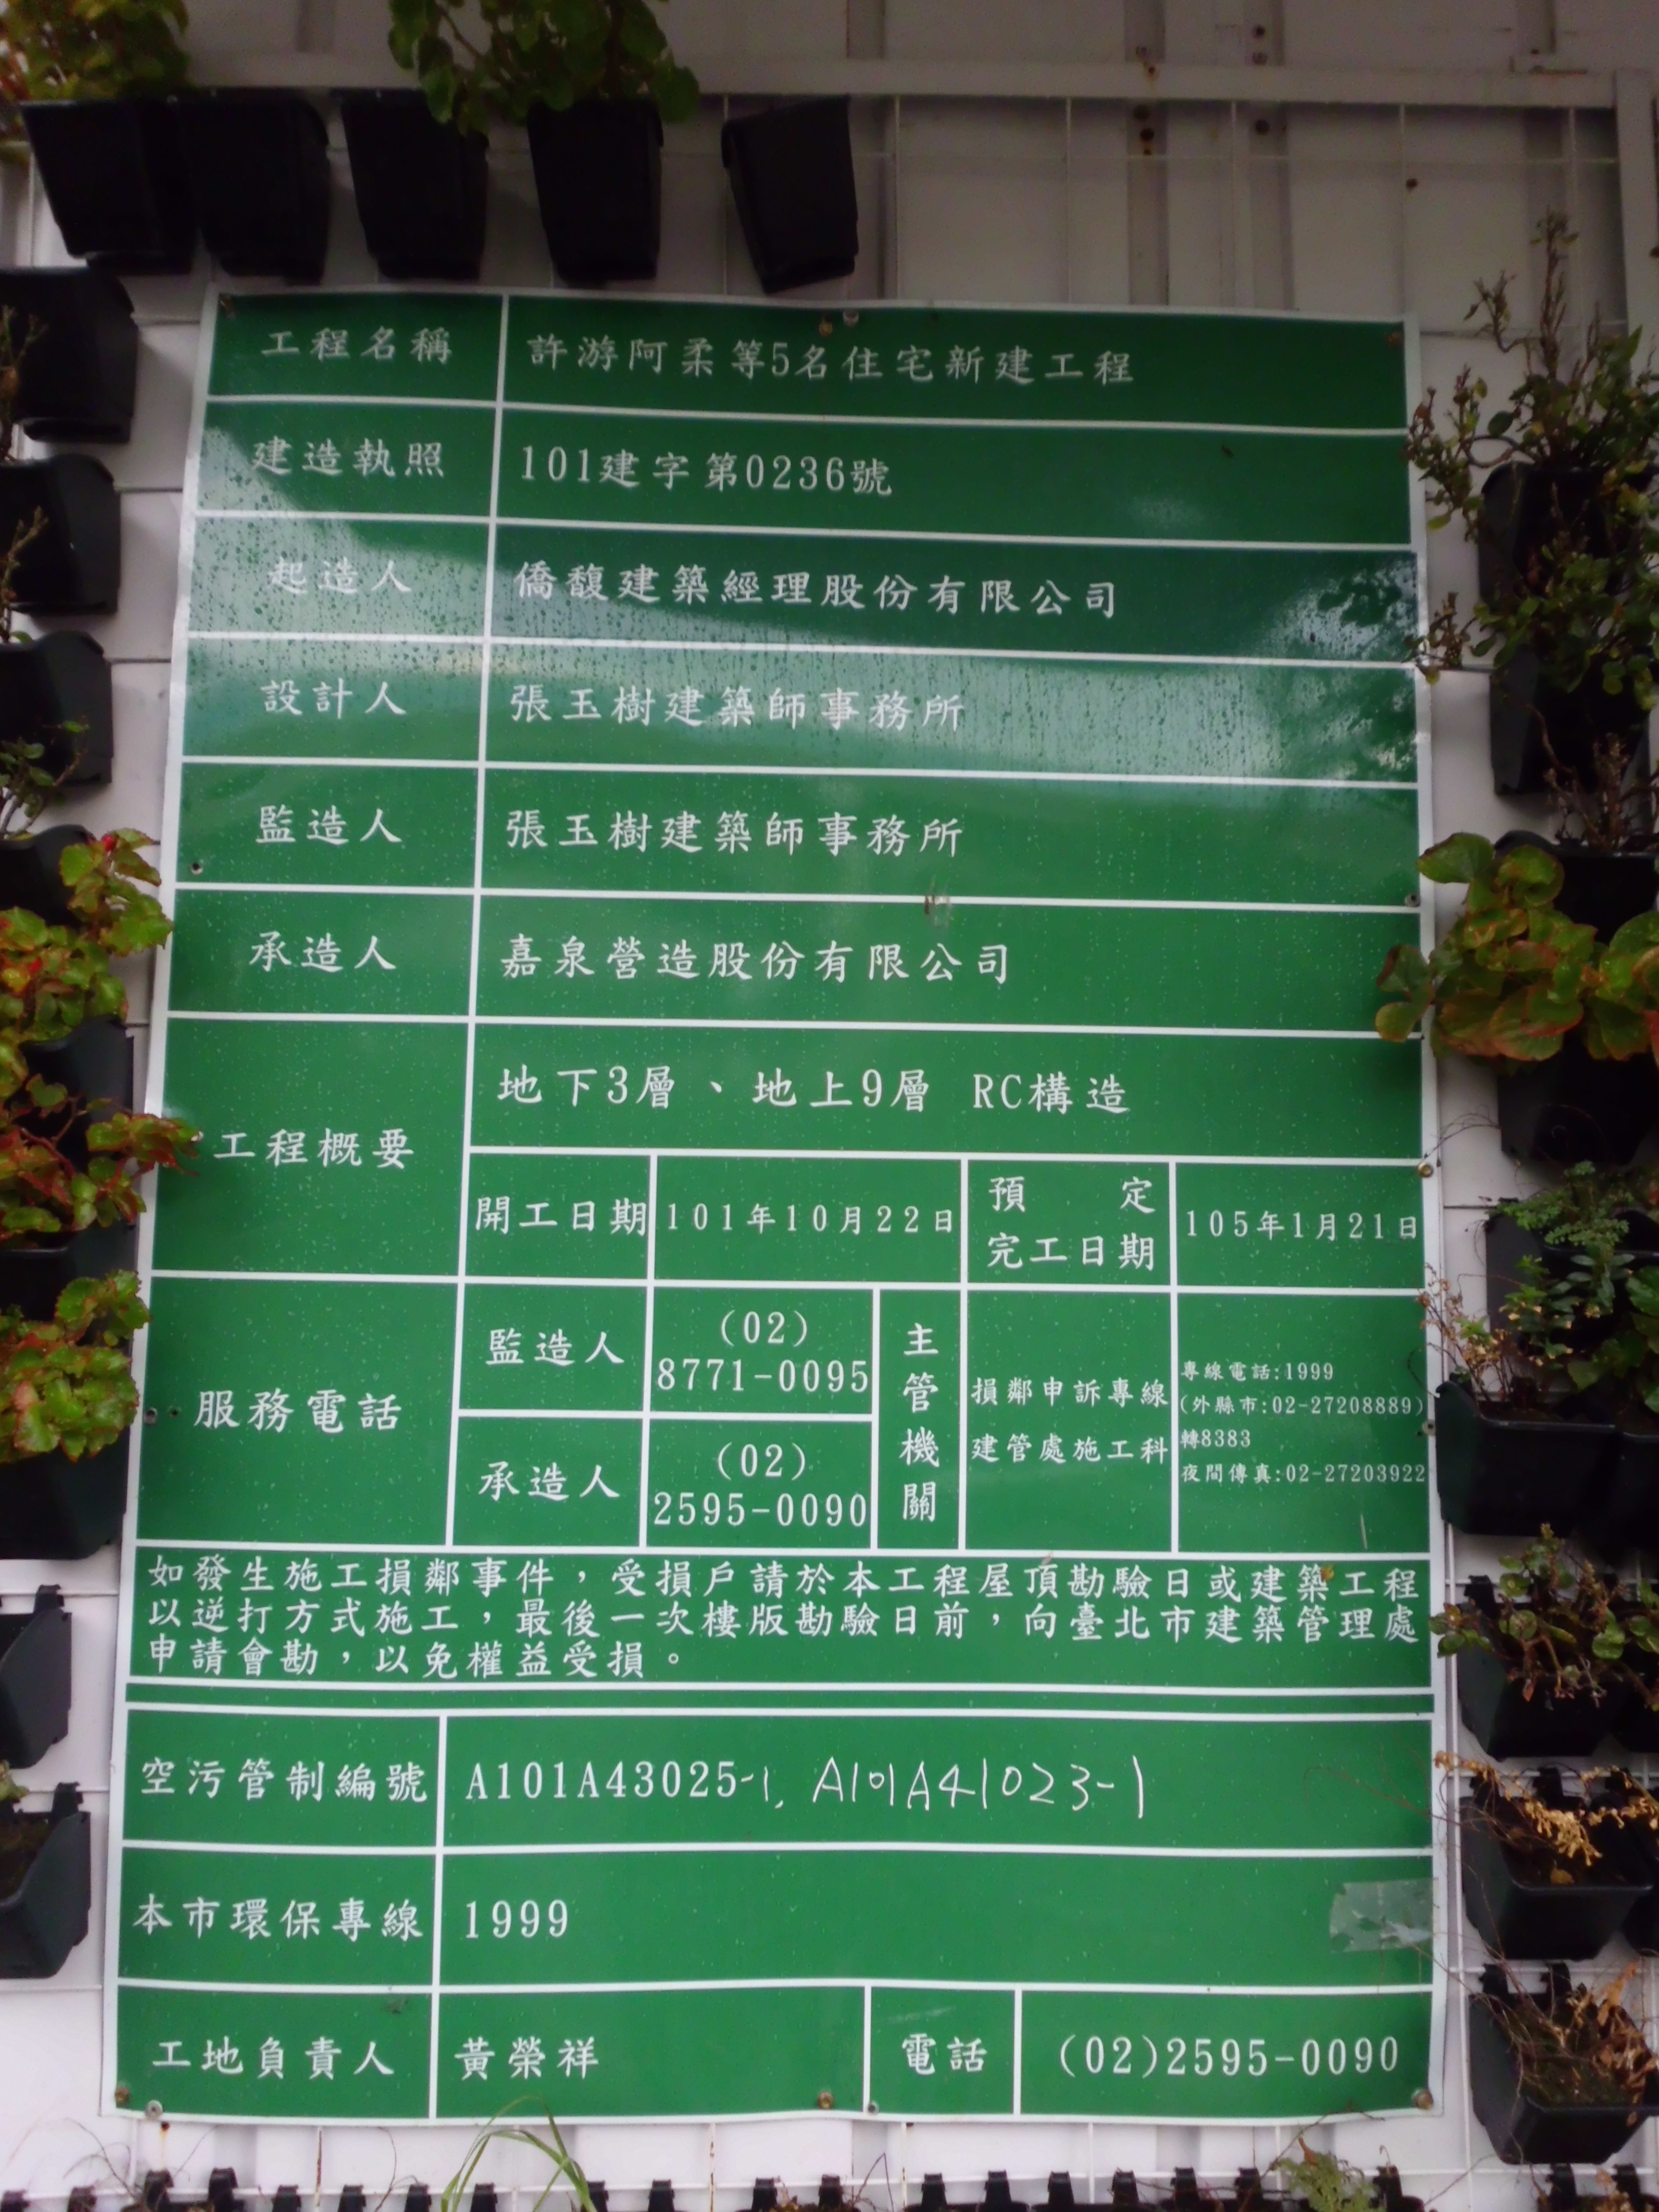 工程名稱 許游阿柔等5名住宅新建工程
建造執照 101建字第0236號
起造人 僑馥建築經理股份有限公司
設計人 張玉樹建築師事務所
監造人 張玉樹建築師事務所
承造人 嘉泉營造股份有限公司
工程概要 地下3層、地上9層 RC構造
開工日期 101年10月22日 預定完工日期 105年1月21日
服務電話
監造人 (02)
8771-0095
承造人 (02)
2595-0090
主管機關
損鄰申訴專線
建管處施工科
專線電話:1999
(外縣市:02-27208889)
轉8383
夜間傳真:02-27203922
如發生施工損鄰事件，受損戶請於本工程屋頂勘驗日或建築工程
以逆打方式施工，最後一次樓版勘驗日前，向臺北市建築管理處
申請會勘，以免權益受損。
空污管制編號 A101A43025-1, A101A41023-1
本市環保專線 1999
工地負責人 黃榮祥 電話 (02)2595-0090